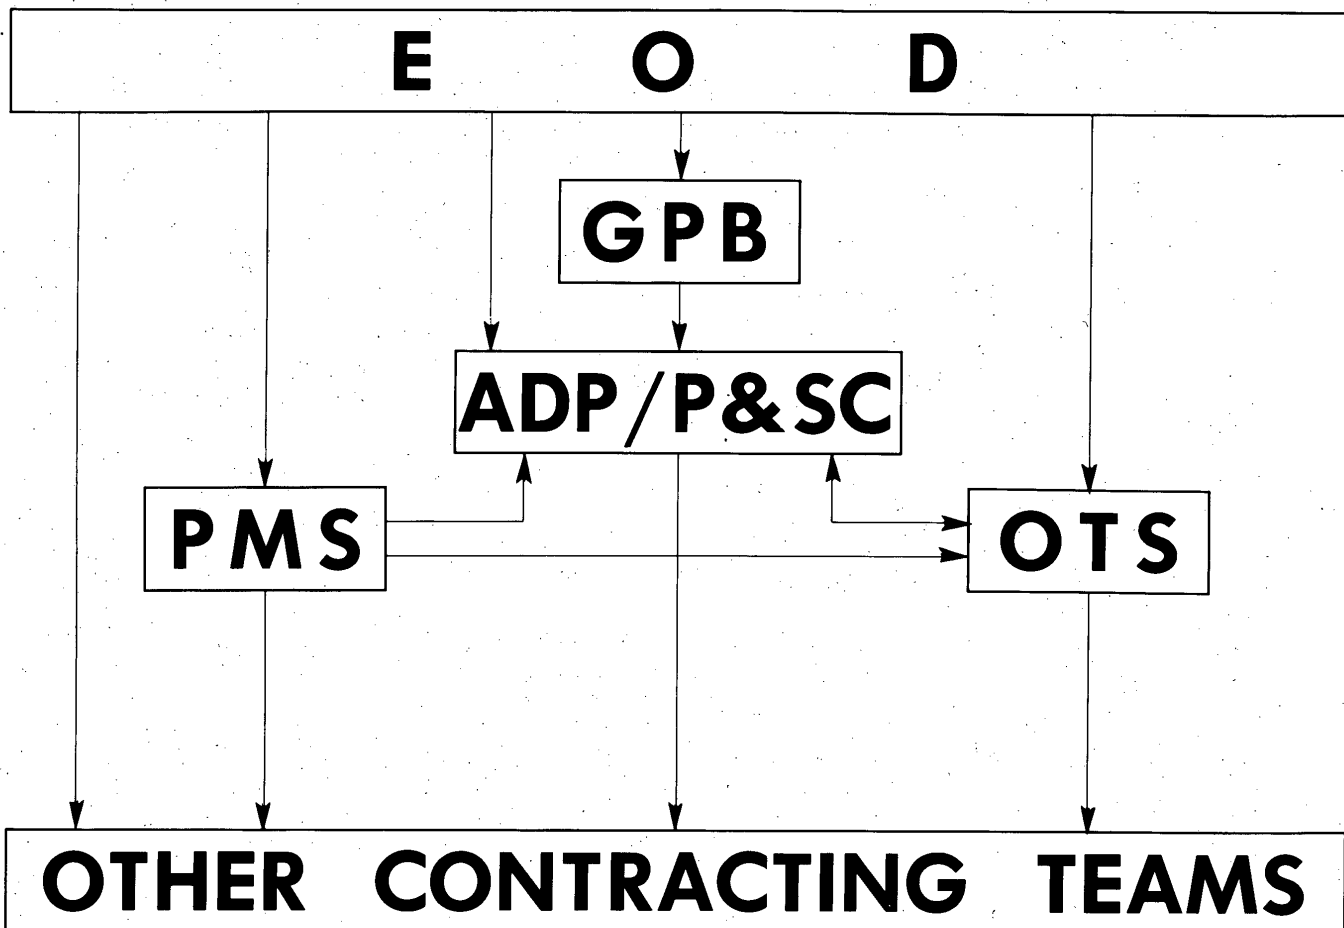 E O D
GPB
ADP/P&SC
PMS
OTS
OTHER CONTRACTING TEAMS